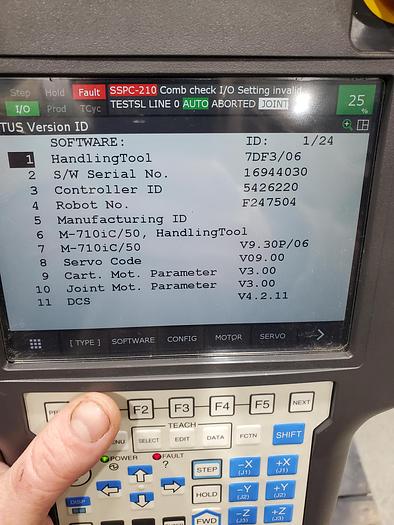 Step Hold Fault SSPC-210 Comb check I/O Setting invalid
I/O Prod TCyc TESTSL LINE 0 AUTO ABORTED JOINT
25
%
TUS Version ID
SOFTWARE: ID: 1/24
1 HandlingTool 7DF3/06
2 S/W Serial No. 16944030
3 Controller ID 5426220
4 Robot No. F247504
5 Manufacturing ID
6 M-710iC/50, HandlingTool
7 M-710iC/50 V9.30P/06
8 Servo Code V09.00
9 Cart. Mot. Parameter V3.00
10 Joint Mot. Parameter V3.00
11 DCS V4.2.11
[ TYPE ] SOFTWARE CONFIG MOTOR SERVO
F2 F3 F4 F5 NEXT
TEACH
SELECT EDIT DATA FCTN SHIFT
POWER FAULT
?
DISP
STEP -X (J1) +X (J1)
HOLD -Y (J2) +Y (J2)
FWD -Z (J3) +Z (J3)